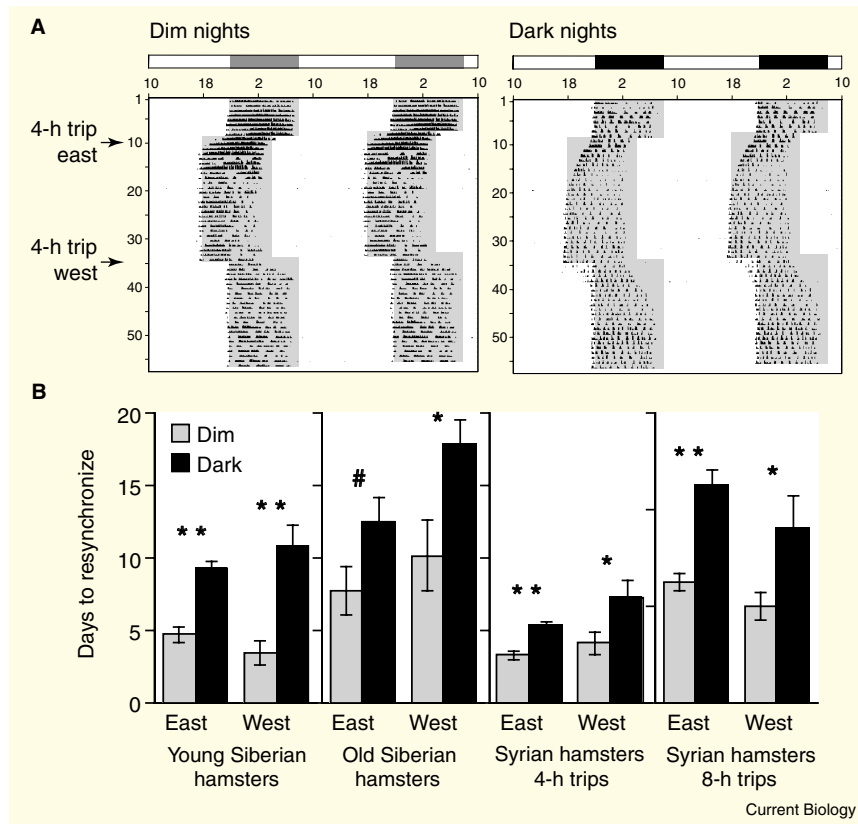 A
Dim nights
Dark nights
10 18 2 10 18 2 10
10 18 2 10 18 2 10
1
10
20
30
40
50
1
10
20
30
40
50
4-h trip
east
4-h trip
west
B
Days to resynchronize
20
15
10
5
0
Dim
Dark
* *
* *
#
*
* *
*
* *
*
East West East West East West East West
Young Siberian
hamsters
Old Siberian
hamsters
Syrian hamsters
4-h trips
Syrian hamsters
8-h trips
Current Biology